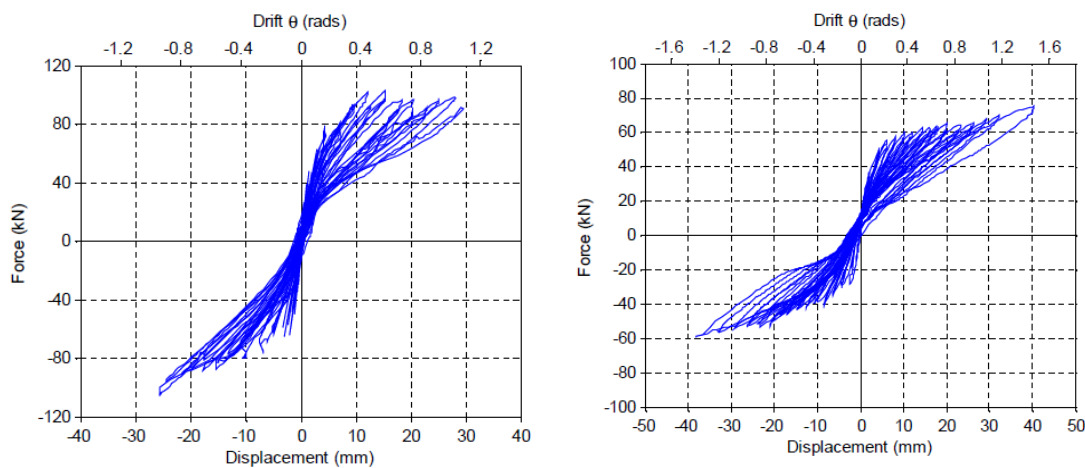 Drift θ (rads)
-1.2 -0.8 -0.4 0 0.4 0.8 1.2
120
80
40
0
-40
-80
-120
Force (kN)
-40 -30 -20 -10 0 10 20 30 40
Displacement (mm)
Drift θ (rads)
-1.6 -1.2 -0.8 -0.4 0 0.4 0.8 1.2 1.6
100
80
60
40
20
0
-20
-40
-60
-80
-100
Force (kN)
-50 -40 -30 -20 -10 0 10 20 30 40 50
Displacement (mm)